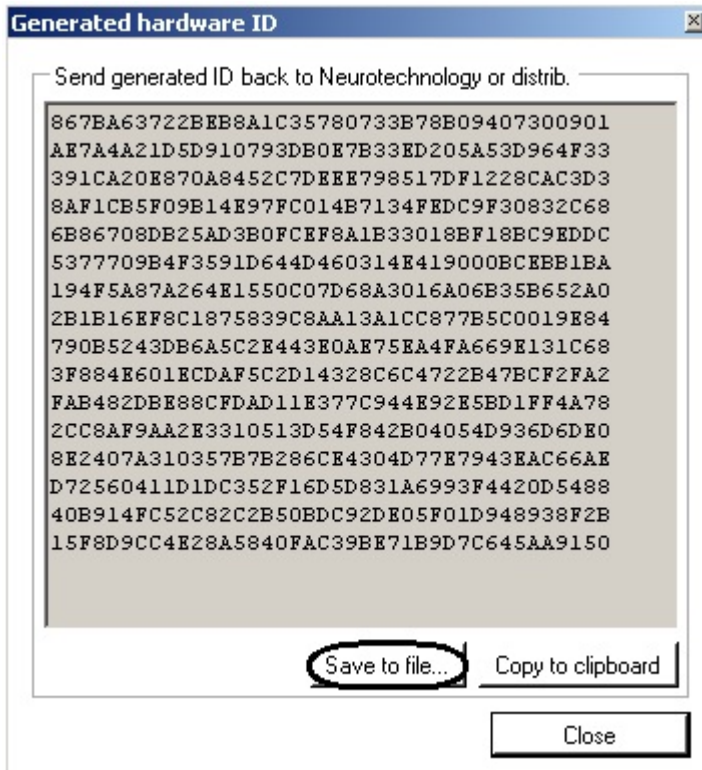 Generated hardware ID
Send generated ID back to Neurotechnology or distrib.
867BA63722BEB8A1C35780733B78B09407300901
AE7A4A21D5D910793DB0E7B33ED205A53D964F33
391CA20E870A8452C7DEEE798517DF1228CAC3D3
8AF1CB5F09B14E97FC014B7134FEDC9F30832C68
6B86708DB25AD3B0FCEF8A1B33018BF18BC9EDDC
5377709B4F3591D644D460314E419000BCEBB1BA
194F5A87A264E1550C07D68A3016A06B35B652A0
2B1B16EF8C1875839C8AA13A1CC877B5C0019E84
790B5243DB6A5C2E443E0AE75EA4FA669E131C68
3F884E601ECDAF5C2D14328C6C4722B47BCF2FA2
FAB482DBE88CFDAD11E377C944E92E5BD1FF4A78
2CC8AF9AA2E3310513D54F842B04054D936D6DE0
8E2407A310357B7B286CE4304D77E7943EAC66AE
D72560411D1DC352F16D5D831A6993F4420D5488
40B914FC52C82C2B50BDC92DE05F01D948938F2B
15F8D9CC4E28A5840FAC39BE71B9D7C645AA9150
Save to file... Copy to clipboard
Close